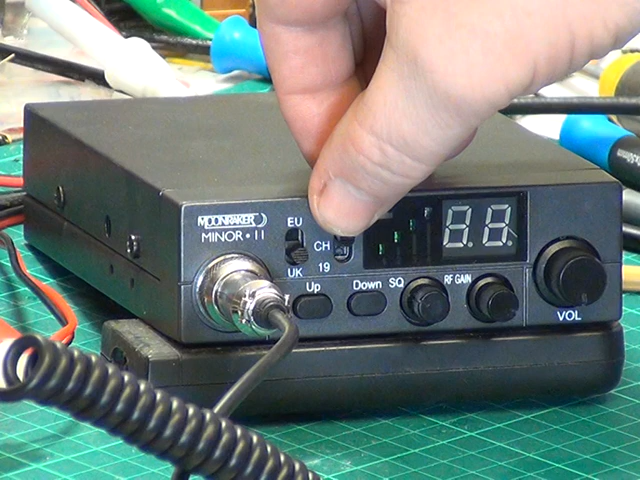 MOONRAKER
MINOR • II
EU
UK
CH
19
Up
Down
SQ
RF GAIN
VOL